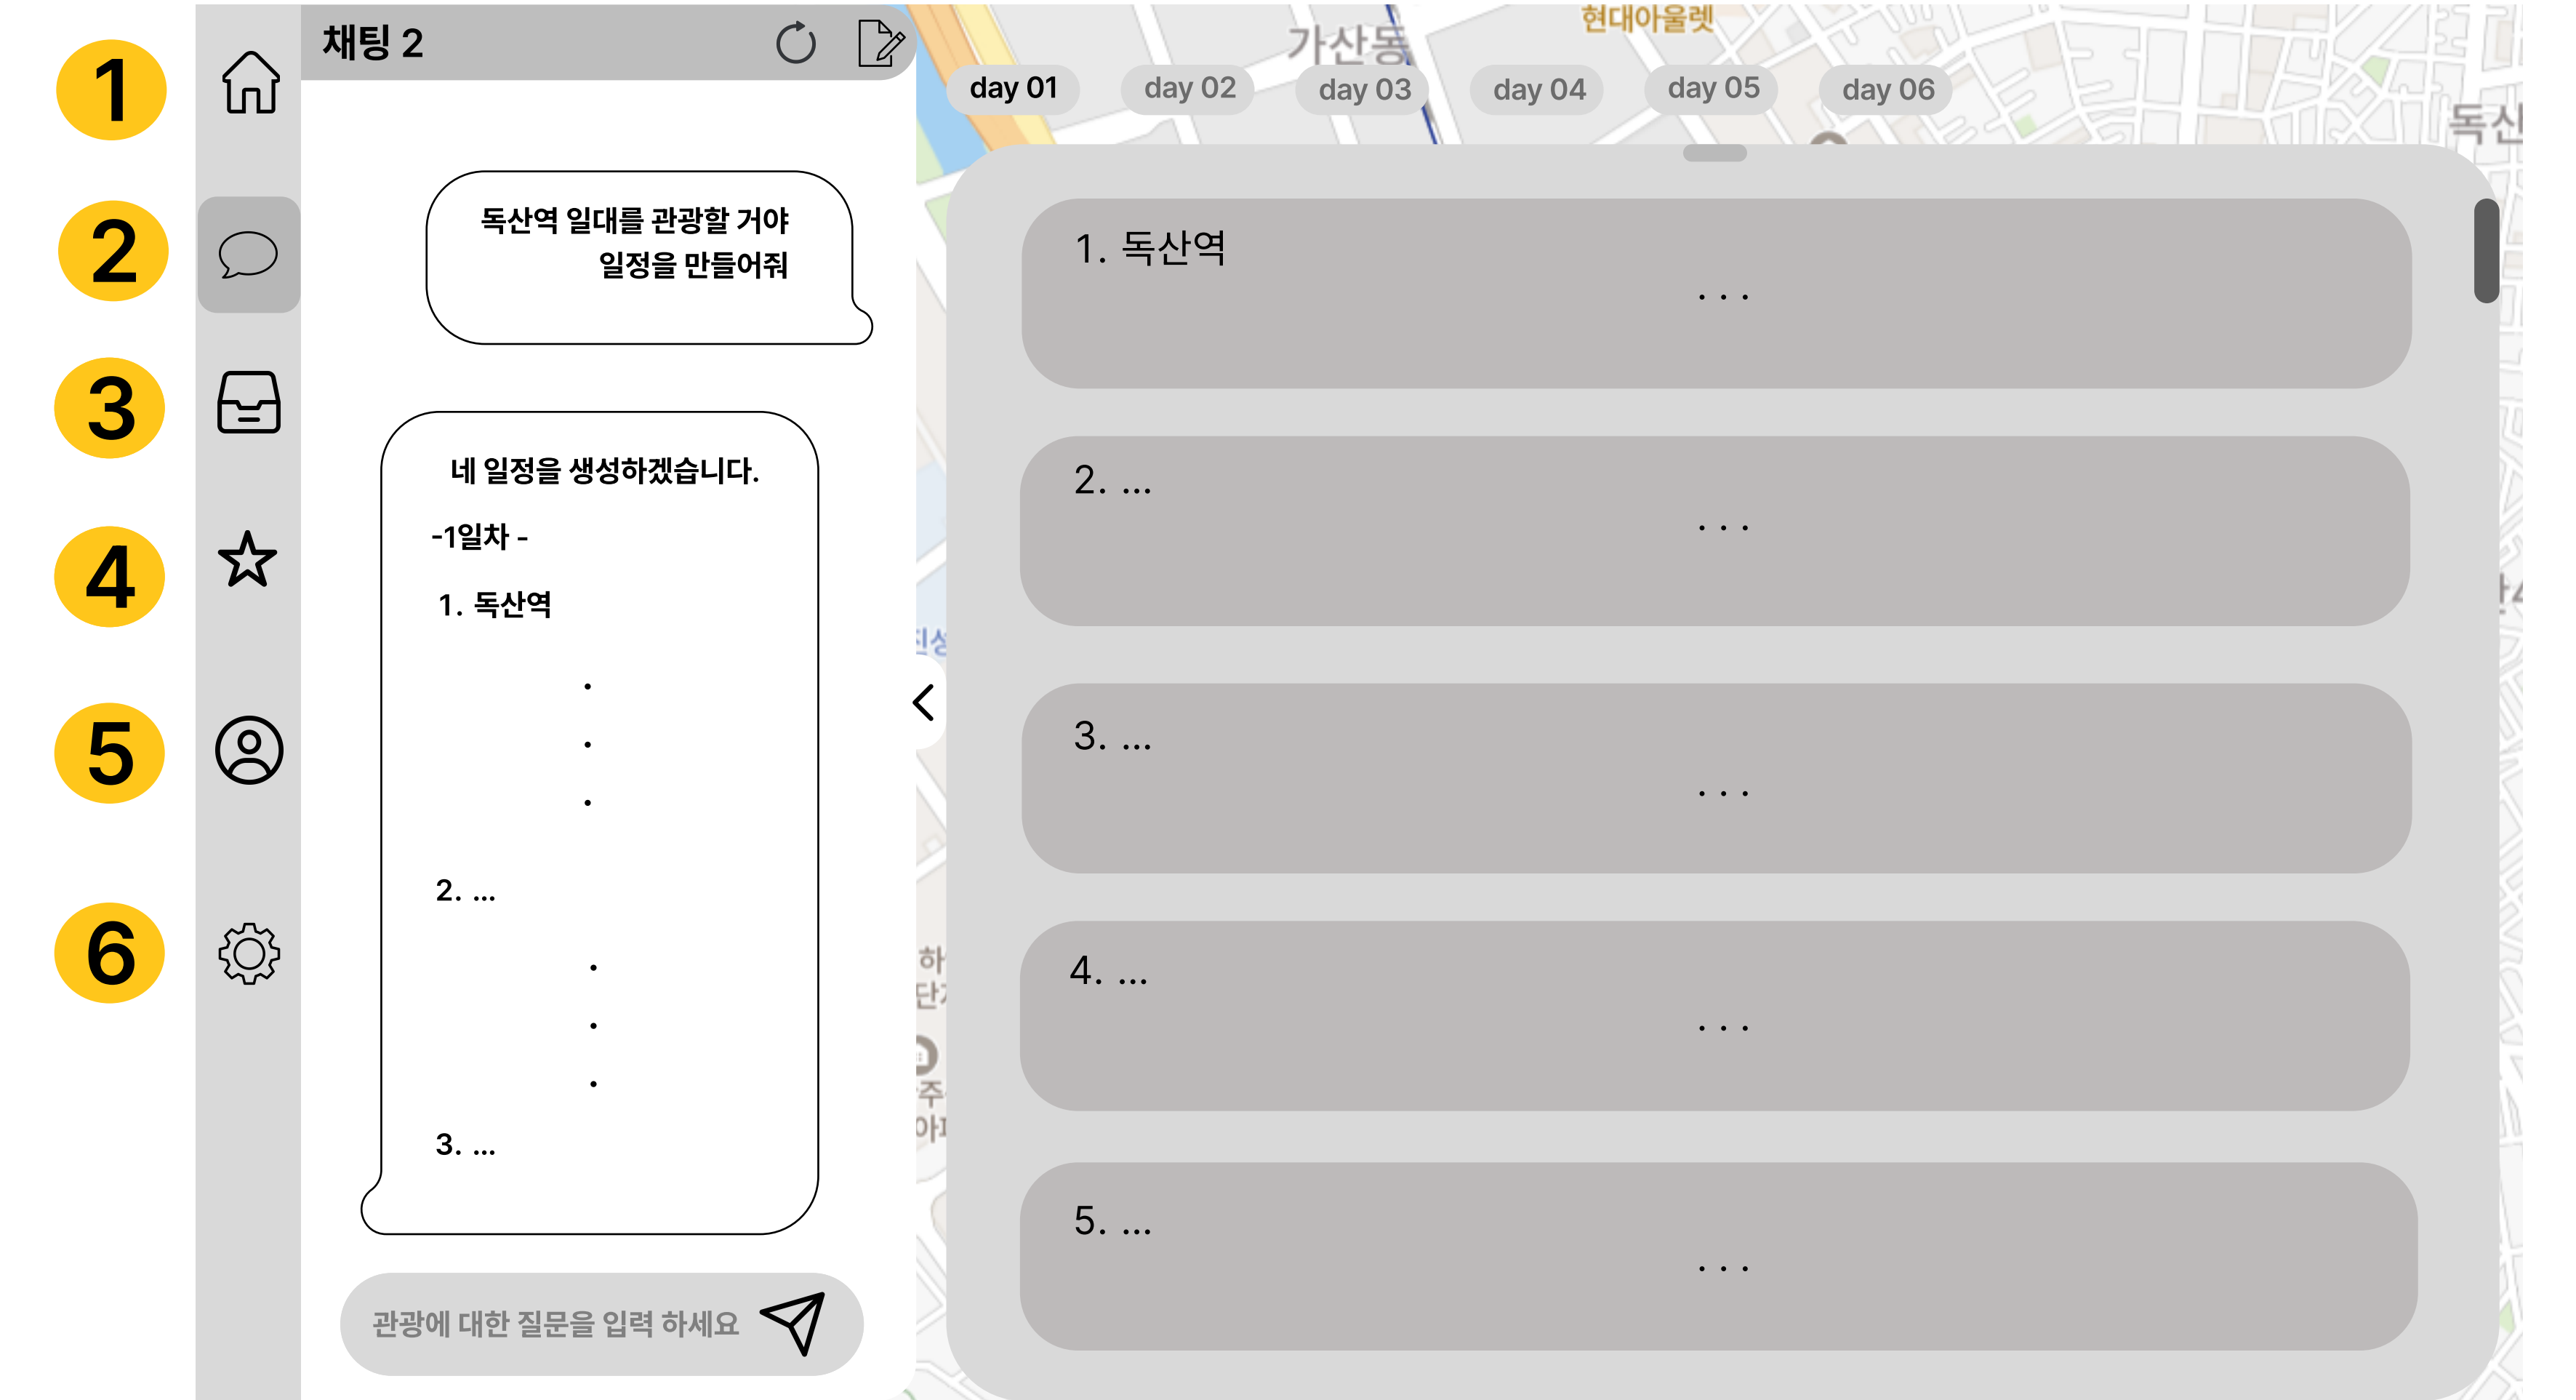 1
2
3
4
5
6
채팅 2
독산역 일대를 관광할 거야
일정을 만들어줘
네 일정을 생성하겠습니다.
-1일차 -
1. 독산역
.
.
.
2. ...
.
.
.
3. ...
관광에 대한 질문을 입력 하세요
현대아울렛
가산동
독산
day 01
day 02
day 03
day 04
day 05
day 06
1. 독산역
. . .
2. ...
. . .
3. ...
. . .
4. ...
. . .
5. ...
. . .
하
주